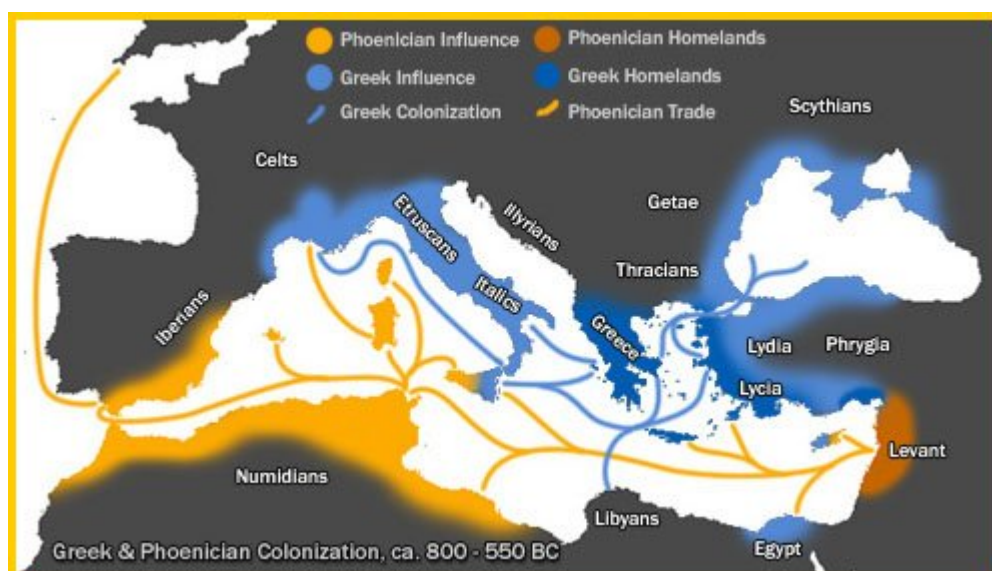 Phoenician Influence
Phoenician Homelands
Greek Influence
Greek Homelands
Greek Colonization
Phoenician Trade
Scythians
Celts
Getae
Etruscans
Illyrians
Thracians
Iberians
Italics
Greece
Lydia
Phrygia
Lycia
Levant
Numidians
Libyans
Egypt
Greek & Phoenician Colonization, ca. 800 - 550 BC